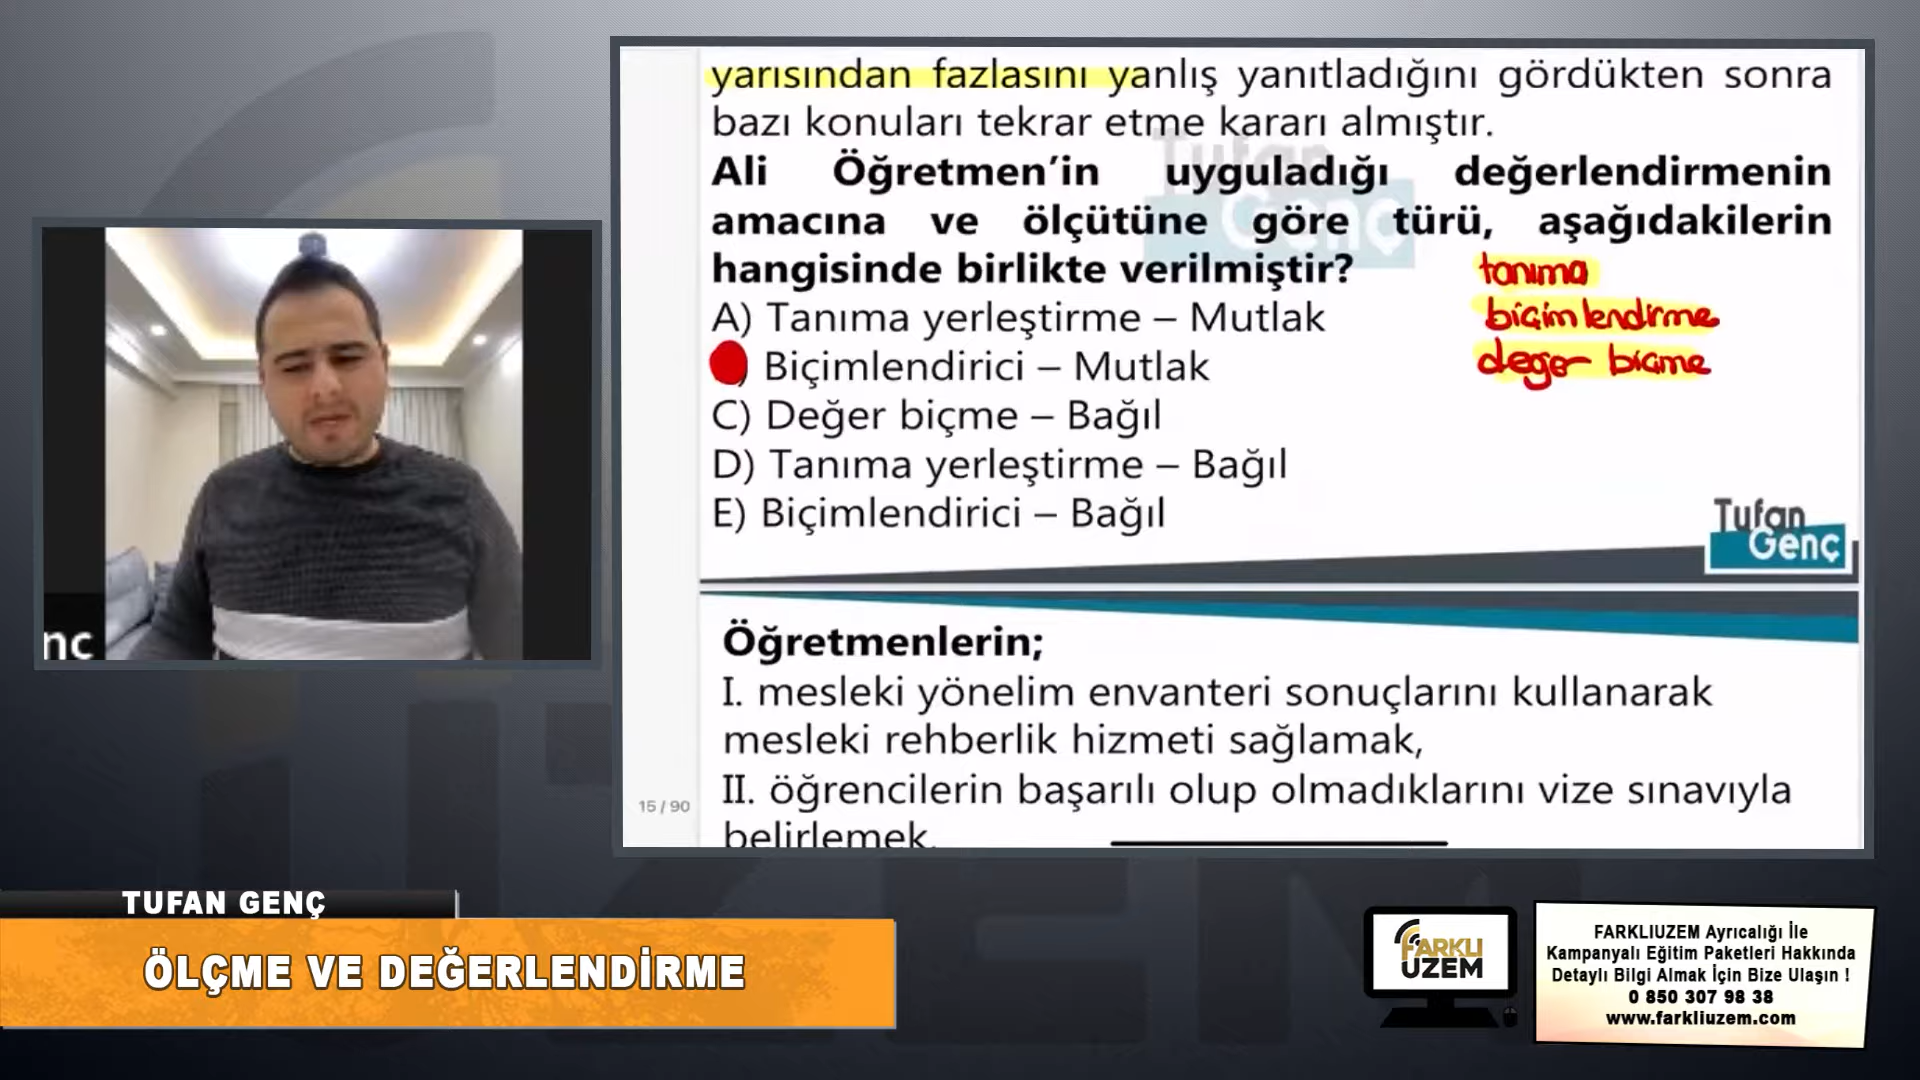 yarısından fazlasını yanlış yanıtladığını gördükten sonra
bazı konuları tekrar etme kararı almıştır.
Ali Öğretmen'in uyguladığı değerlendirmenin
amacına ve ölçütüne göre türü, aşağıdakilerin
hangisinde birlikte verilmiştir?
A) Tanıma yerleştirme – Mutlak
) Biçimlendirici – Mutlak
C) Değer biçme – Bağıl
D) Tanıma yerleştirme – Bağıl
E) Biçimlendirici – Bağıl
tanıma
biçimlendirme
değer biçme
Tufan
Genç
Tufan
Genç
Öğretmenlerin;
I. mesleki yönelim envanteri sonuçlarını kullanarak
mesleki rehberlik hizmeti sağlamak,
II. öğrencilerin başarılı olup olmadıklarını vize sınavıyla
belirlemek,
15 / 90
nç
TUFAN GENÇ
ÖLÇME VE DEĞERLENDİRME
FARKLI
UZEM
FARKLIUZEM Ayrıcalığı İle
Kampanyalı Eğitim Paketleri Hakkında
Detaylı Bilgi Almak İçin Bize Ulaşın !
0 850 307 98 38
www.farkliuzem.com